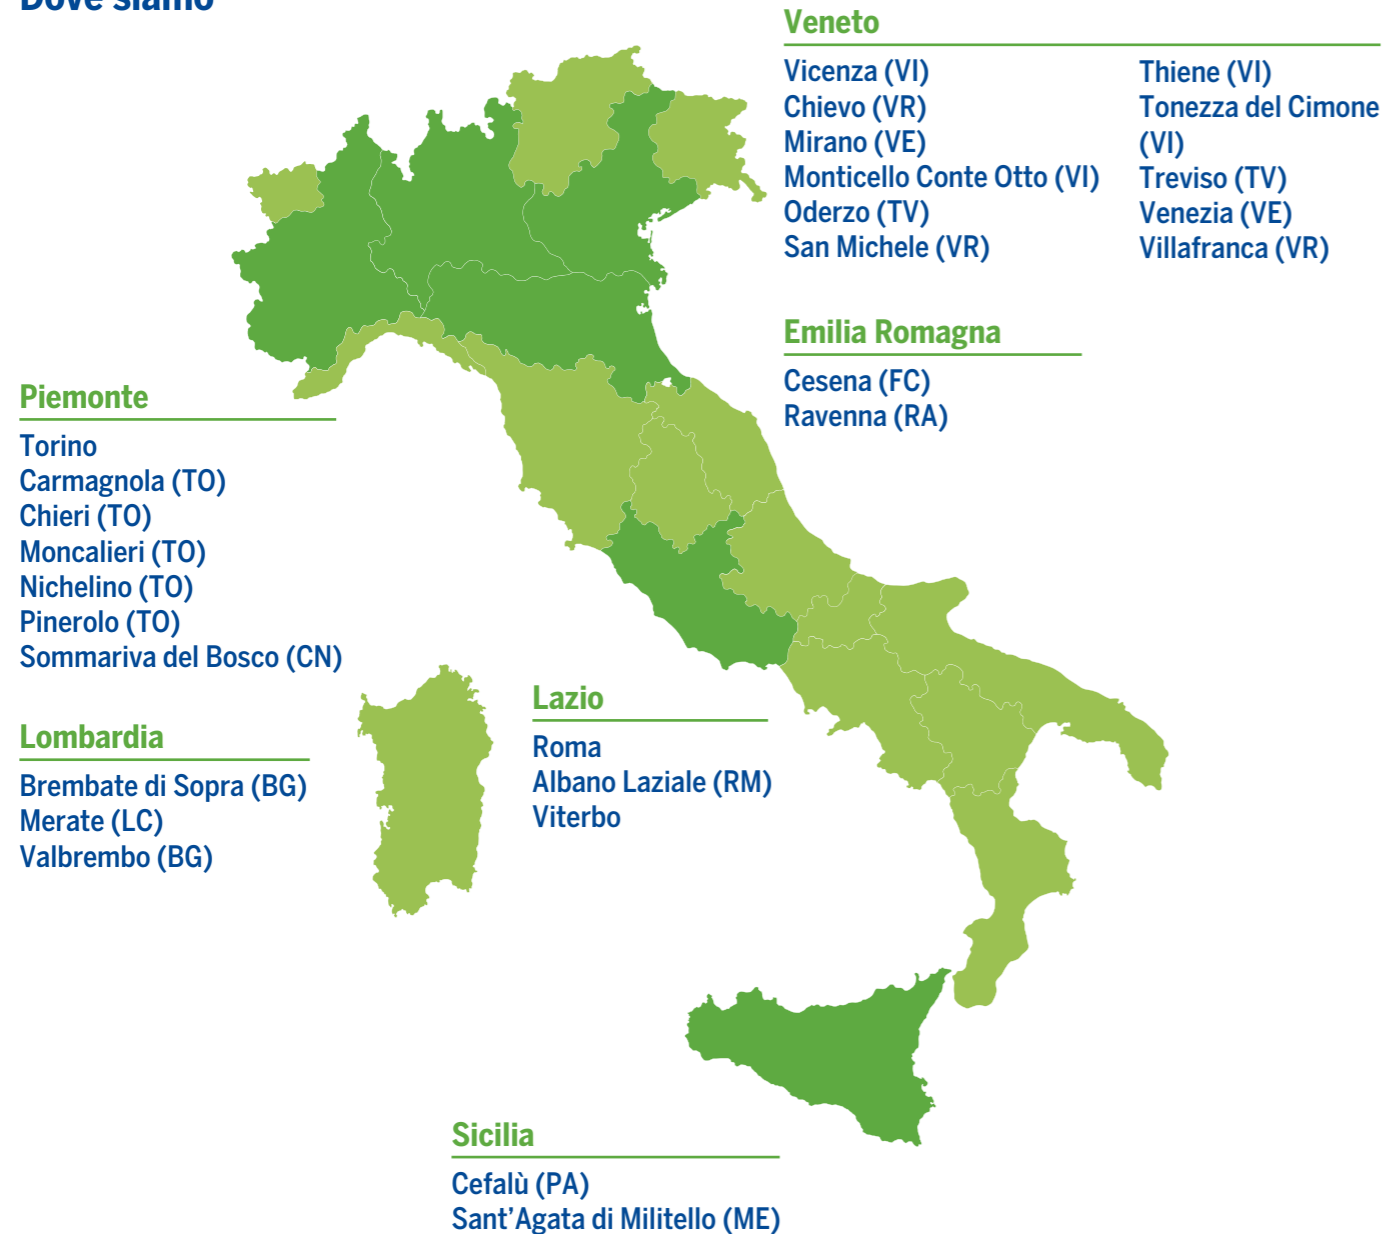 Dove siamo
Veneto
Vicenza (VI)
Chievo (VR)
Mirano (VE)
Monticello Conte Otto (VI)
Oderzo (TV)
San Michele (VR)
Thiene (VI)
Tonezza del Cimone
(VI)
Treviso (TV)
Venezia (VE)
Villafranca (VR)
Emilia Romagna
Cesena (FC)
Ravenna (RA)
Piemonte
Torino
Carmagnola (TO)
Chieri (TO)
Moncalieri (TO)
Nichelino (TO)
Pinerolo (TO)
Sommariva del Bosco (CN)
Lombardia
Brembate di Sopra (BG)
Merate (LC)
Valbrembo (BG)
Lazio
Roma
Albano Laziale (RM)
Viterbo
Sicilia
Cefalù (PA)
Sant’Agata di Militello (ME)